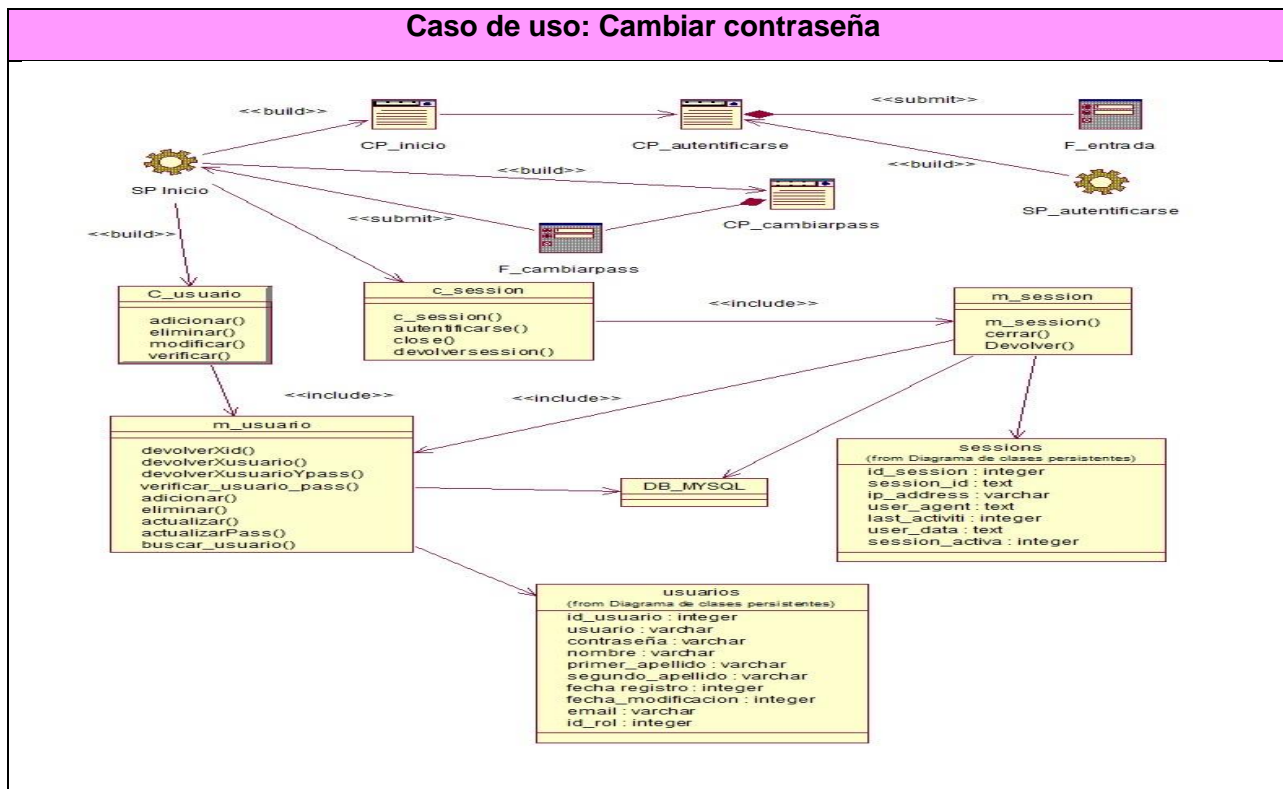 Caso de uso: Cambiar contraseña
<<build>>
<<submit>>
CP_inicio
CP_autentificarse
F_entrada
<<build>>
<<build>>
SP Inicio
SP_autentificarse
<<submit>>
CP_cambiarpass
<<build>>
F_cambiarpass
C_usuario
adicionar()
eliminar()
modificar()
verificar()
c_session
c_session()
autentificarse()
close()
devolversession()
<<include>>
m_session
m_session()
cerrar()
Devolver()
<<include>>
<<include>>
m_usuario
devolverXid()
devolverXusuario()
devolverXusuarioYpass()
verificar_usuario_pass()
adicionar()
eliminar()
actualizar()
actualizarPass()
buscar_usuario()
DB_MYSQL
sessions
(from Diagrama de clases persistentes)
id_session : integer
session_id : text
ip_address : varchar
user_agent : text
last_activiti : integer
user_data : text
session_activa : integer
usuarios
(from Diagrama de clases persistentes)
id_usuario : integer
usuario : varchar
contraseña : varchar
nombre : varchar
primer_apellido : varchar
segundo_apellido : varchar
fecha registro : integer
fecha_modificacion : integer
email : varchar
id_rol : integer